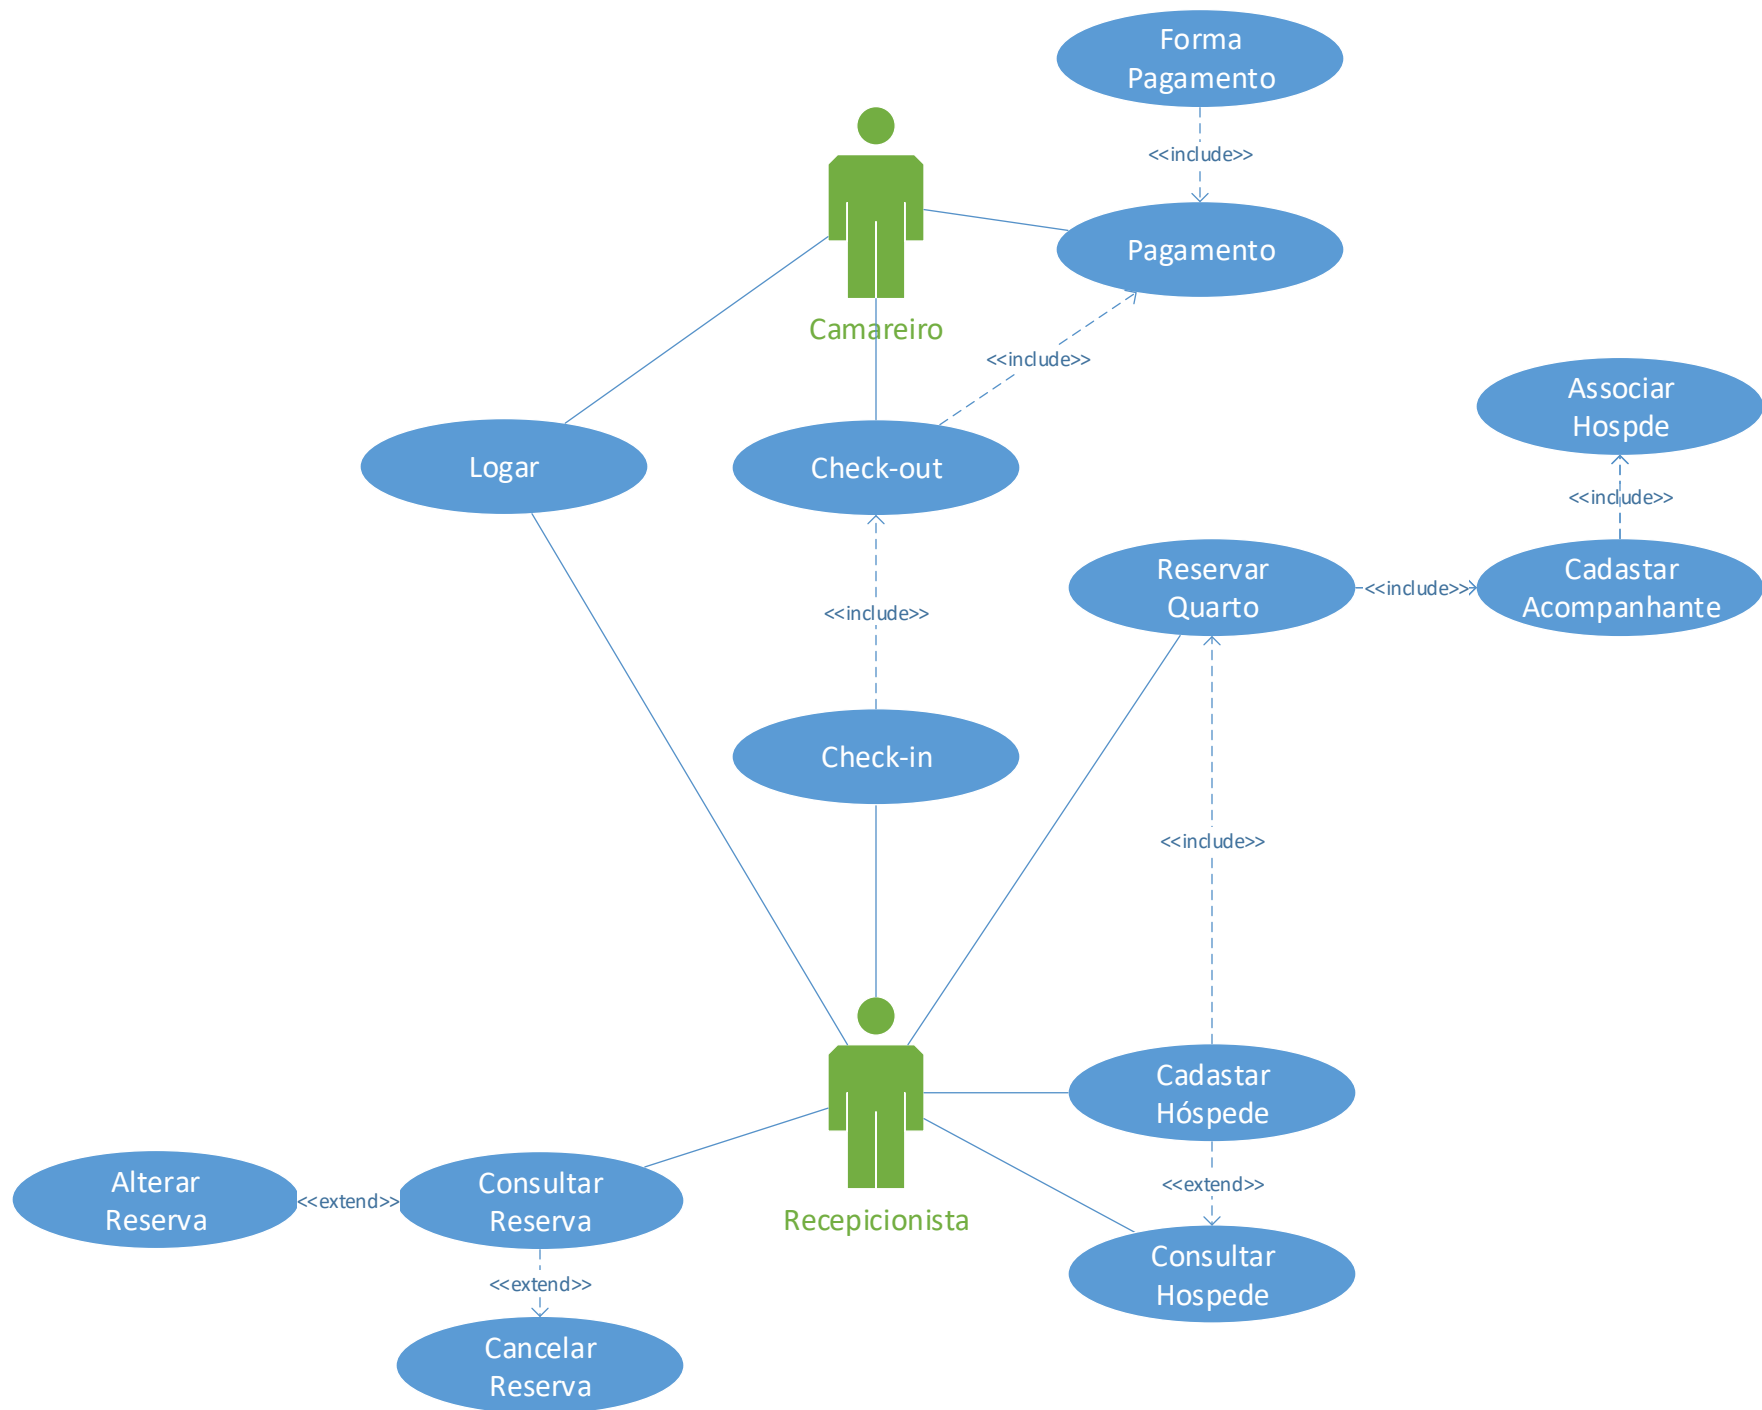 Forma
Pagamento
<<include>>
Pagamento
Camareiro
<<include>>
Associar
Hospde
Logar
Check-out
<<include>>
Reservar
Quarto
<<include>>
Cadastar
Acompanhante
<<include>>
Check-in
<<include>>
Cadastar
Hóspede
Alterar
Reserva
<<extend>>
Consultar
Reserva
Recepicionista
<<extend>>
Consultar
Hospede
<<extend>>
Cancelar
Reserva